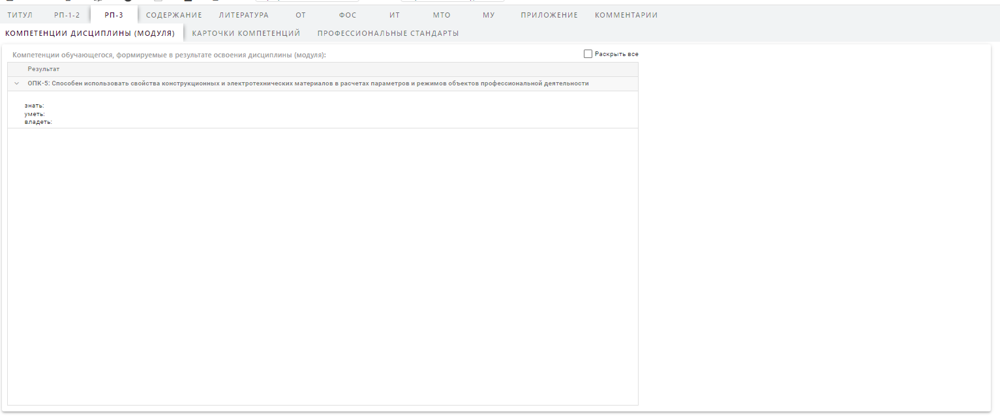 ТИТУЛ РП-1-2 РП-3 СОДЕРЖАНИЕ ЛИТЕРАТУРА ОТ ФОС ИТ МТО МУ ПРИЛОЖЕНИЕ КОММЕНТАРИИ
КОМПЕТЕНЦИИ ДИСЦИПЛИНЫ (МОДУЛЯ) КАРТОЧКИ КОМПЕТЕНЦИЙ ПРОФЕССИОНАЛЬНЫЕ СТАНДАРТЫ
Компетенции обучающегося, формируемые в результате освоения дисциплины (модуля): Раскрыть все
Результат
ОПК-5: Способен использовать свойства конструкционных и электротехнических материалов в расчетах параметров и режимов объектов профессиональной деятельности
знать:
уметь:
владеть: